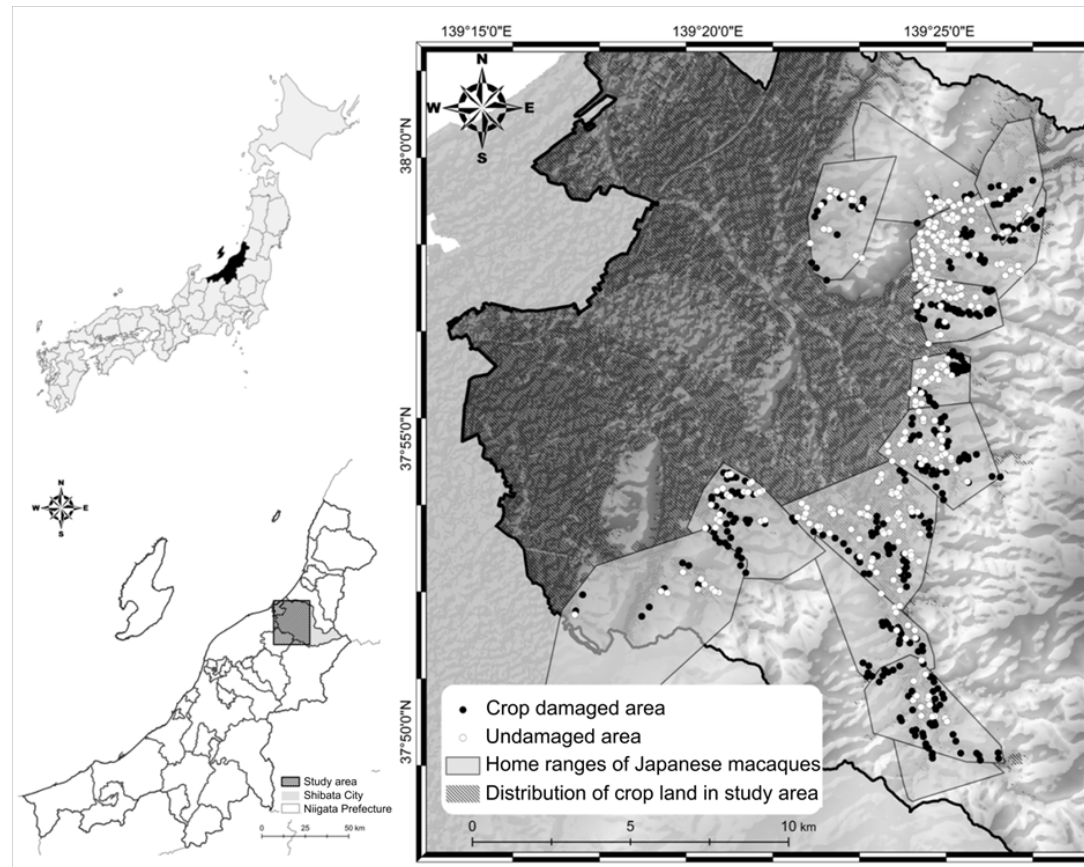 139°15'0"E 139°20'0"E 139°25'0"E
N
W E
S
38°0'0"N
37°55'0"N
37°50'0"N
Crop damaged area
Undamaged area
Home ranges of Japanese macaques
Distribution of crop land in study area
0 5 10 km
N
W E
S
Study area
Shibata City
Niigata Prefecture
0 25 50 km